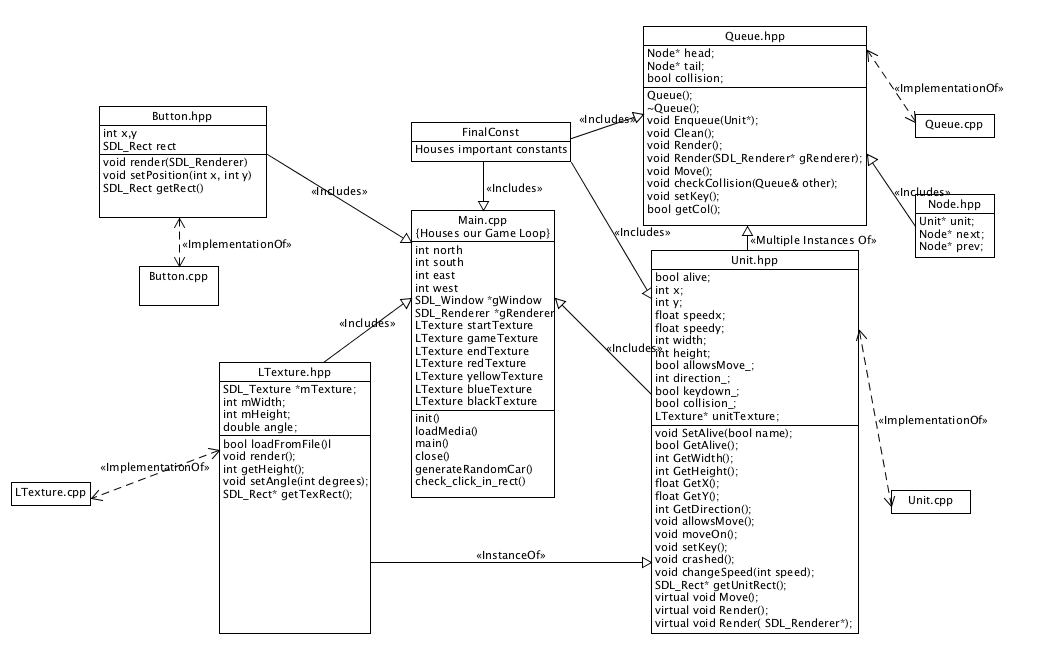 Queue.hpp
Node* head;
Node* tail;
bool collision;
Queue();
~Queue();
void Enqueue(Unit*);
void Clean();
void Render();
void Render(SDL_Renderer* gRenderer);
void Move();
void checkCollision(Queue& other);
void setKey();
bool getCol();
«ImplementationOf»
Queue.cpp
«Includes»
Node.hpp
Unit* unit;
Node* next;
Node* prev;
Button.hpp
int x,y
SDL_Rect rect
void render(SDL_Renderer)
void setPosition(int x, int y)
SDL_Rect getRect()
«ImplementationOf»
Button.cpp
«Includes»
FinalConst
Houses important constants
«Includes»
«Includes»
«Includes»
Main.cpp
{Houses our Game Loop}
int north
int south
int east
int west
SDL_Window *gWindow
SDL_Renderer *gRenderer
LTexture startTexture
LTexture gameTexture
LTexture endTexture
LTexture redTexture
LTexture yellowTexture
LTexture blueTexture
LTexture blackTexture
init()
loadMedia()
main()
close()
generateRandomCar()
check_click_in_rect()
«Multiple Instances Of»
Unit.hpp
bool alive;
int x;
int y;
float speedx;
float speedy;
int width;
int height;
bool allowsMove_;
int direction_;
bool keydown_;
bool collision_;
LTexture* unitTexture;
void SetAlive(bool name);
bool GetAlive();
int GetWidth();
int GetHeight();
float GetX()
float GetY()
int GetDirection();
void allowsMove();
void moveOn();
void setKey();
void crashed();
void changeSpeed(int speed);
SDL_Rect* getUnitRect();
virtual void Move();
virtual void Render();
virtual void Render( SDL_Renderer*);
«Includes»
«ImplementationOf»
Unit.cpp
«Includes»
LTexture.hpp
SDL_Texture *mTexture;
int mWidth;
int mHeight;
double angle;
bool loadFromFile()l
void render();
int getHeight();
void setAngle(int degrees);
SDL_Rect* getTexRect();
«ImplementationOf»
LTexture.cpp
«InstanceOf»